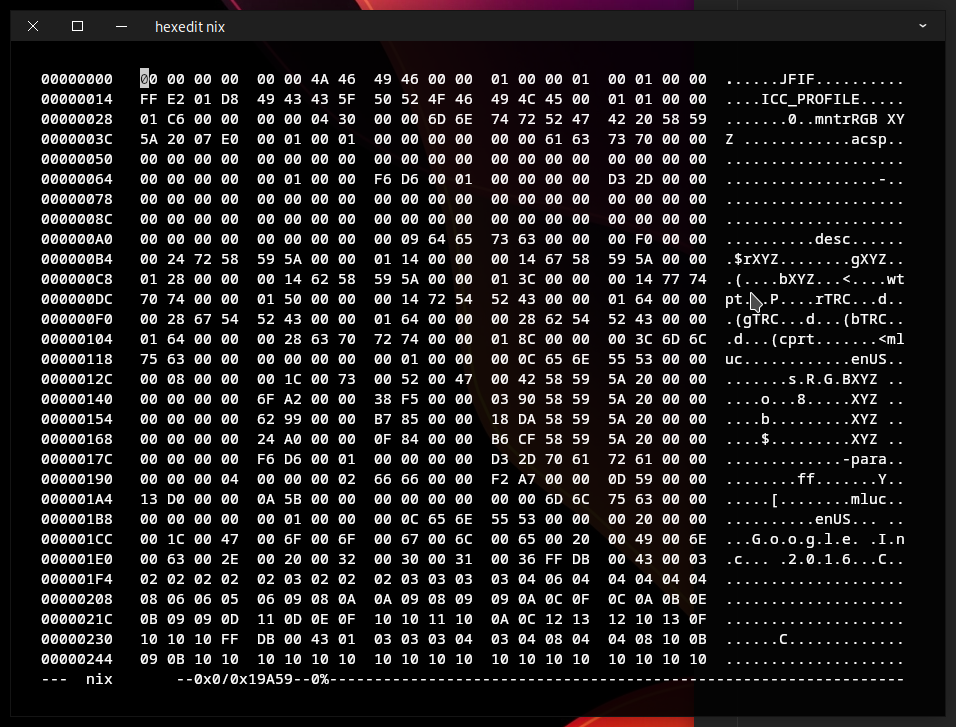 hexedit nix
00000000 00 00 00 00 00 00 4A 46 49 46 00 00 01 00 00 01 00 01 00 00 ......JFIF..........
00000014 FF E2 01 D8 49 43 43 5F 50 52 4F 46 49 4C 45 00 01 01 00 00 ....ICC_PROFILE.....
00000028 01 C6 00 00 00 00 04 30 00 00 6D 6E 74 72 52 47 42 20 58 59 .......0..mntrRGB XY
0000003C 5A 20 07 E0 00 01 00 01 00 00 00 00 00 00 61 63 73 70 00 00 Z ............acsp..
00000050 00 00 00 00 00 00 00 00 00 00 00 00 00 00 00 00 00 00 00 00 ....................
00000064 00 00 00 00 00 01 00 00 F6 D6 00 01 00 00 00 00 D3 2D 00 00 .................-..
00000078 00 00 00 00 00 00 00 00 00 00 00 00 00 00 00 00 00 00 00 00 ....................
0000008C 00 00 00 00 00 00 00 00 00 00 00 00 00 00 00 00 00 00 00 00 ....................
000000A0 00 00 00 00 00 00 00 00 00 09 64 65 73 63 00 00 00 F0 00 00 ..........desc......
000000B4 00 24 72 58 59 5A 00 00 01 14 00 00 00 14 67 58 59 5A 00 00 .$rXYZ........gXYZ..
000000C8 01 28 00 00 00 14 62 58 59 5A 00 00 01 3C 00 00 00 14 77 74 .(....bXYZ...<....wt
000000DC 70 74 00 00 01 50 00 00 00 14 72 54 52 43 00 00 01 64 00 00 pt...P....rTRC...d..
000000F0 00 28 67 54 52 43 00 00 01 64 00 00 00 28 62 54 52 43 00 00 .(gTRC...d...(bTRC..
00000104 01 64 00 00 00 28 63 70 72 74 00 00 01 8C 00 00 00 3C 6D 6C .d...(cprt.......<ml
00000118 75 63 00 00 00 00 00 00 00 01 00 00 00 0C 65 6E 55 53 00 00 uc............enUS..
0000012C 00 08 00 00 00 1C 00 73 00 52 00 47 00 42 58 59 5A 20 00 00 .......s.R.G.BXYZ ..
00000140 00 00 00 00 6F A2 00 00 38 F5 00 00 03 90 58 59 5A 20 00 00 ....o...8.....XYZ ..
00000154 00 00 00 00 62 99 00 00 B7 85 00 00 18 DA 58 59 5A 20 00 00 ....b.........XYZ ..
00000168 00 00 00 00 24 A0 00 00 0F 84 00 00 B6 CF 58 59 5A 20 00 00 ....$.........XYZ ..
0000017C 00 00 00 00 F6 D6 00 01 00 00 00 00 D3 2D 70 61 72 61 00 00 .............-para..
00000190 00 00 00 04 00 00 00 02 66 66 00 00 F2 A7 00 00 0D 59 00 00 ........ff.......Y..
000001A4 13 D0 00 00 0A 5B 00 00 00 00 00 00 00 00 6D 6C 75 63 00 00 .....[........mluc..
000001B8 00 00 00 00 00 01 00 00 00 0C 65 6E 55 53 00 00 00 20 00 00 ..........enUS... ..
000001CC 00 1C 00 47 00 6F 00 6F 00 67 00 6C 00 65 00 20 00 49 00 6E ...G.o.o.g.l.e. .I.n
000001E0 00 63 00 2E 00 20 00 32 00 30 00 31 00 36 FF DB 00 43 00 03 .c... .2.0.1.6...C..
000001F4 02 02 02 02 02 03 02 02 02 03 03 03 03 04 06 04 04 04 04 04 ....................
00000208 08 06 06 05 06 09 08 0A 0A 09 08 09 09 0A 0C 0F 0C 0A 0B 0E ....................
0000021C 0B 09 09 0D 11 0D 0E 0F 10 10 11 10 0A 0C 12 13 12 10 13 0F ....................
00000230 10 10 10 FF DB 00 43 01 03 03 03 04 03 04 08 04 04 08 10 0B ......C.............
00000244 09 0B 10 10 10 10 10 10 10 10 10 10 10 10 10 10 10 10 10 10 ....................
--- nix --0x0/0x19A59--0%----------------------------------------------------------------